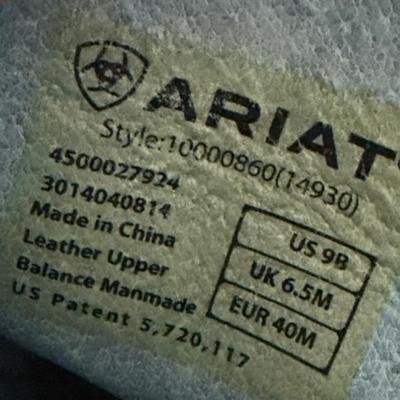 ARIAT
Style:10000860(14930)
4500027924
3014040814
Made in China
Leather Upper
Balance Manmade
US Patent 5,720,117
US 9B
UK 6.5M
EUR 40M